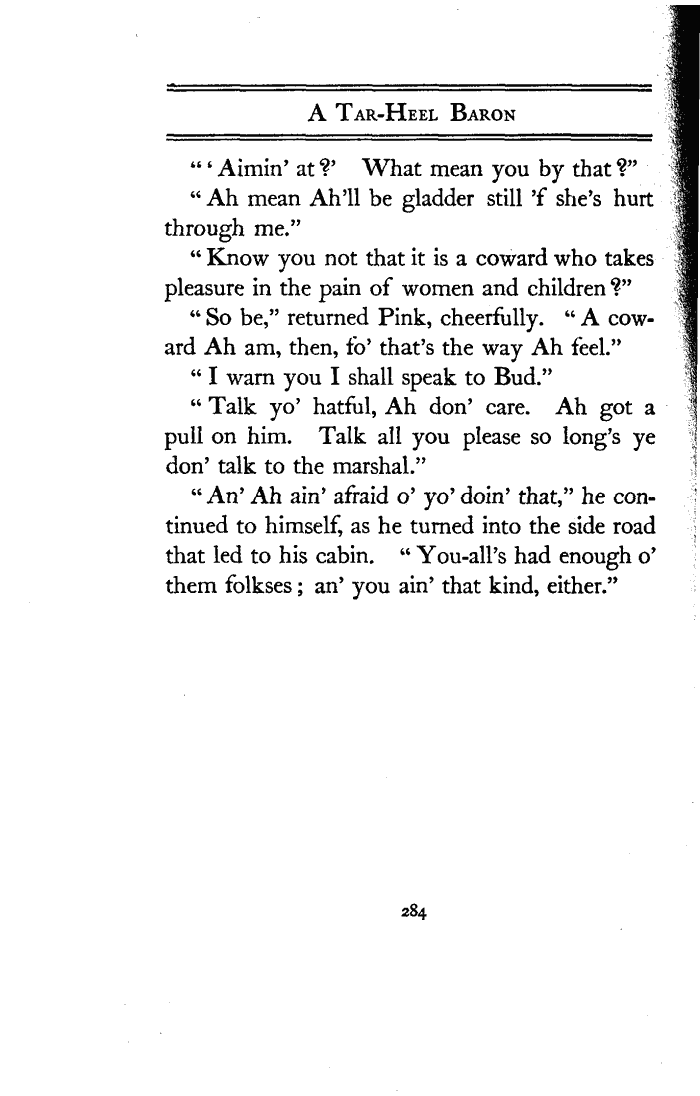 A Tar-Heel Baron
“‘Aimin’ at?’ What mean you by that?”
“Ah mean Ah’ll be gladder still ’f she’s hurt
through me.”
“Know you not that it is a coward who takes
pleasure in the pain of women and children?”
“So be,” returned Pink, cheerfully. “A cow-
ard Ah am, then, fo’ that’s the way Ah feel.”
“I warn you I shall speak to Bud.”
“Talk yo’ hatful, Ah don’ care. Ah got a
pull on him. Talk all you please so long’s ye
don’ talk to the marshal.”
“An’ Ah ain’ afraid o’ yo’ doin’ that,” he con-
tinued to himself, as he turned into the side road
that led to his cabin. “You-all’s had enough o’
them folkses; an’ you ain’ that kind, either.”
284